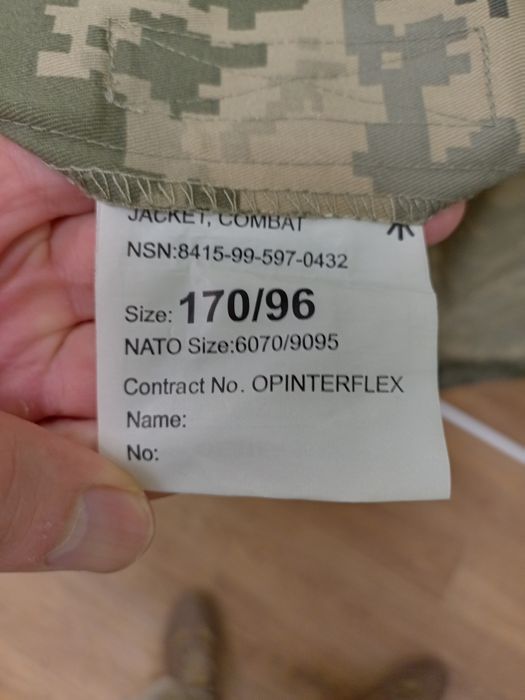 JACKET, COMBAT
NSN:8415-99-597-0432
Size: 170/96
NATO Size:6070/9095
Contract No. OPINTERFLEX
Name:
No: